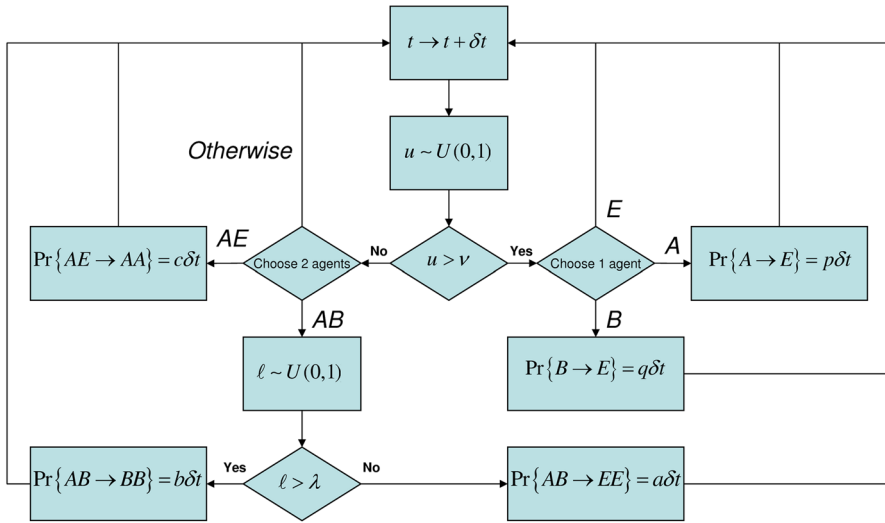 t → t + δt
u ~ U(0,1)
Otherwise
E
AE
A
Pr{AE → AA} = cδt
Choose 2 agents
No
u > ν
Yes
Choose 1 agent
Pr{A → E} = pδt
AB
B
ℓ ~ U(0,1)
Pr{B → E} = qδt
Pr{AB → BB} = bδt
Yes
ℓ > λ
No
Pr{AB → EE} = aδt